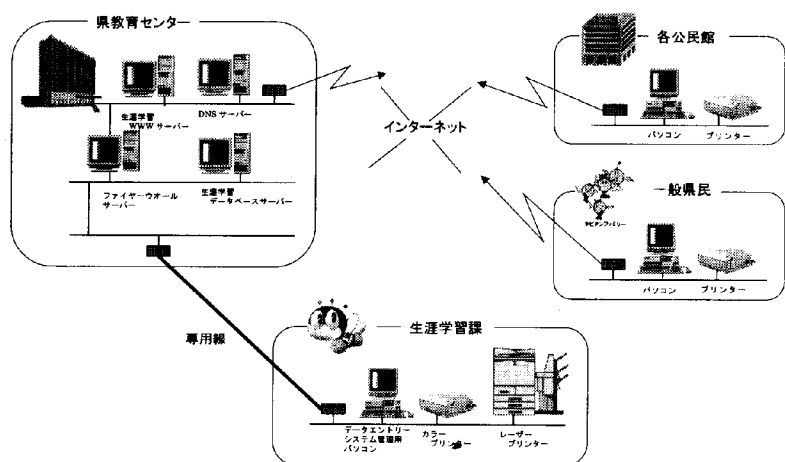 県教育センター
生涯学習
WWW サーバー
DNS サーバー
ファイヤーウオール
サーバー
生涯学習
データベースサーバー
インターネット
各公民館
パソコン
プリンター
一般県民
パソコン
プリンター
専用線
生涯学習課
データエントリー
システム管理用
パソコン
カラー
プリンター
レーザー
プリンター